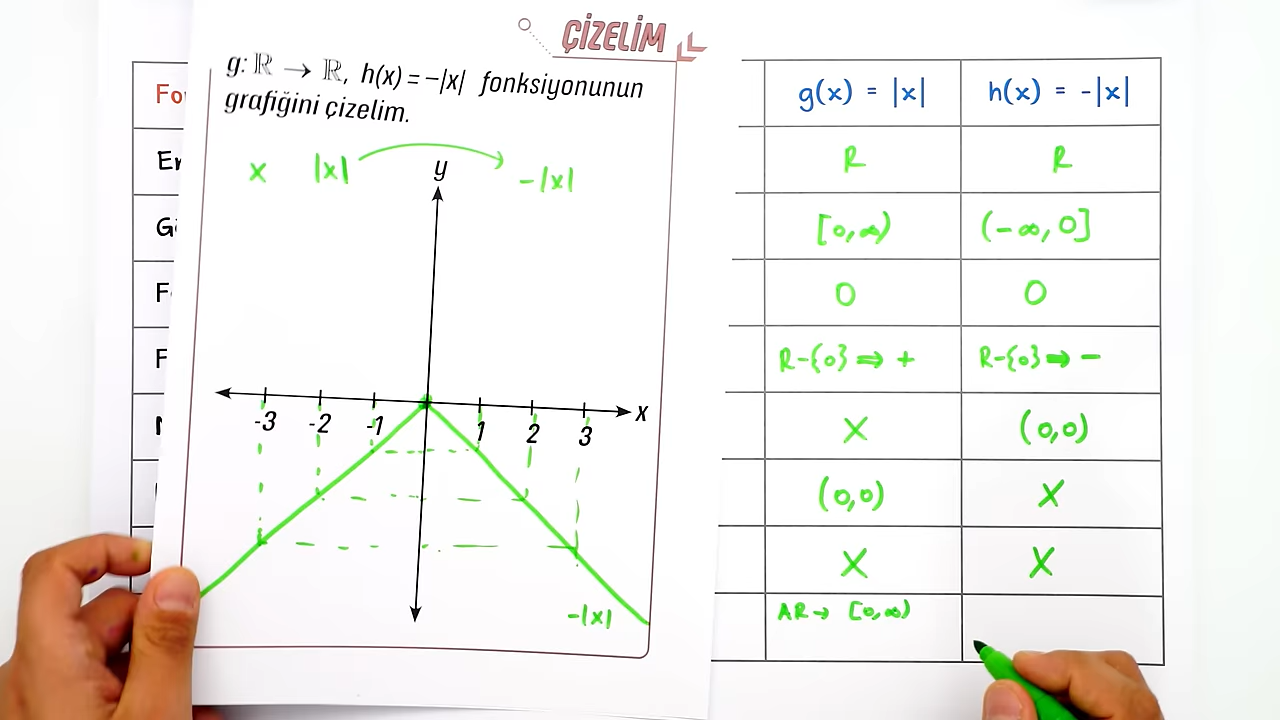 ÇİZELİM
g: ℝ → ℝ, h(x) = -|x| fonksiyonunun
grafiğini çizelim.
x |x| -|x|
y
x
-3 -2 -1 1 2 3
-|x|
g(x) = |x| h(x) = -|x|
R R
[0,∞) (-∞,0]
0 0
R-{0} ⇒ + R-{0} ⇒ -
X (0,0)
(0,0) X
X X
AR→ [0,∞)